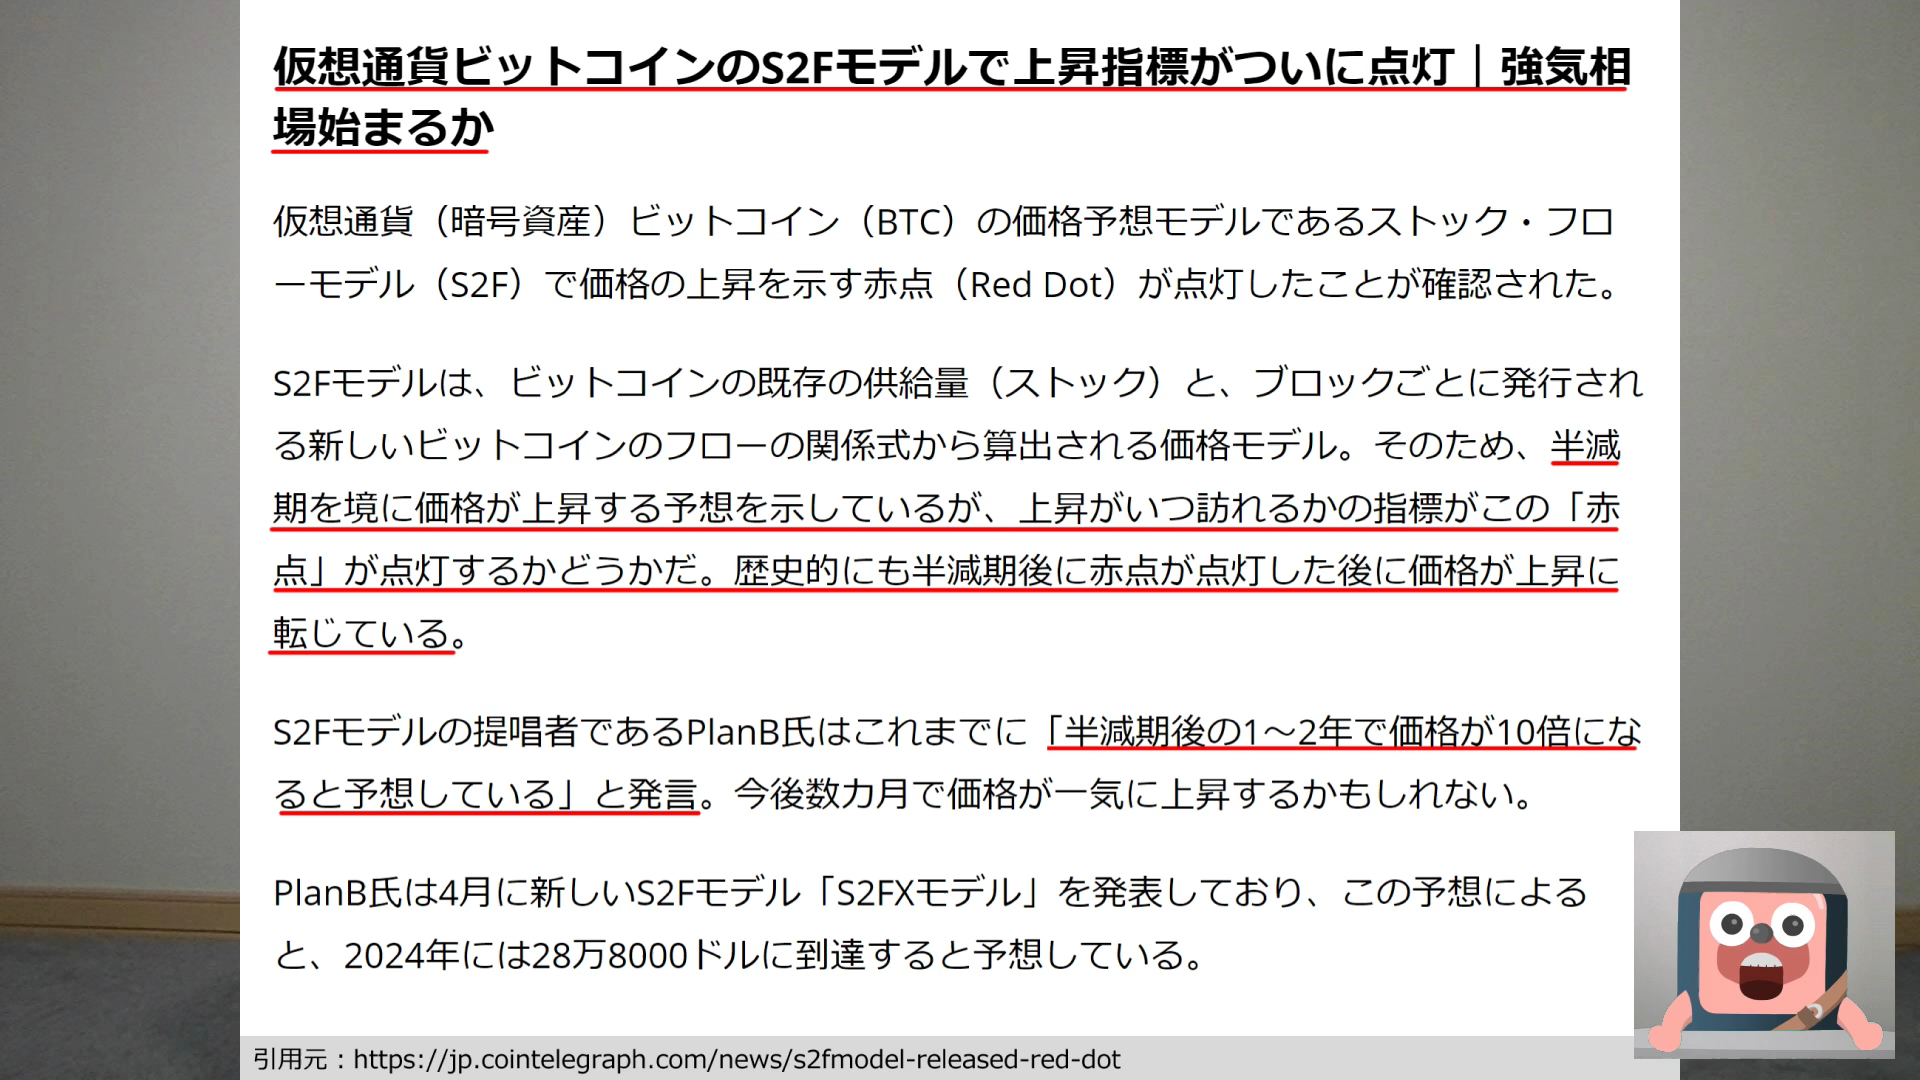 仮想通貨ビットコインのS2Fモデルで上昇指標がついに点灯｜強気相
場始まるか
仮想通貨（暗号資産）ビットコイン（BTC）の価格予想モデルであるストック・フロ
ーモデル（S2F）で価格の上昇を示す赤点（Red Dot）が点灯したことが確認された。
S2Fモデルは、ビットコインの既存の供給量（ストック）と、ブロックごとに発行され
る新しいビットコインのフローの関係式から算出される価格モデル。そのため、半減
期を境に価格が上昇する予想を示しているが、上昇がいつ訪れるかの指標がこの「赤
点」が点灯するかどうかだ。歴史的にも半減期後に赤点が点灯した後に価格が上昇に
転じている。
S2Fモデルの提唱者であるPlanB氏はこれまでに「半減期後の1～2年で価格が10倍にな
ると予想している」と発言。今後数カ月で価格が一気に上昇するかもしれない。
PlanB氏は4月に新しいS2Fモデル「S2FXモデル」を発表しており、この予想による
と、2024年には28万8000ドルに到達すると予想している。
引用元：https://jp.cointelegraph.com/news/s2fmodel-released-red-dot